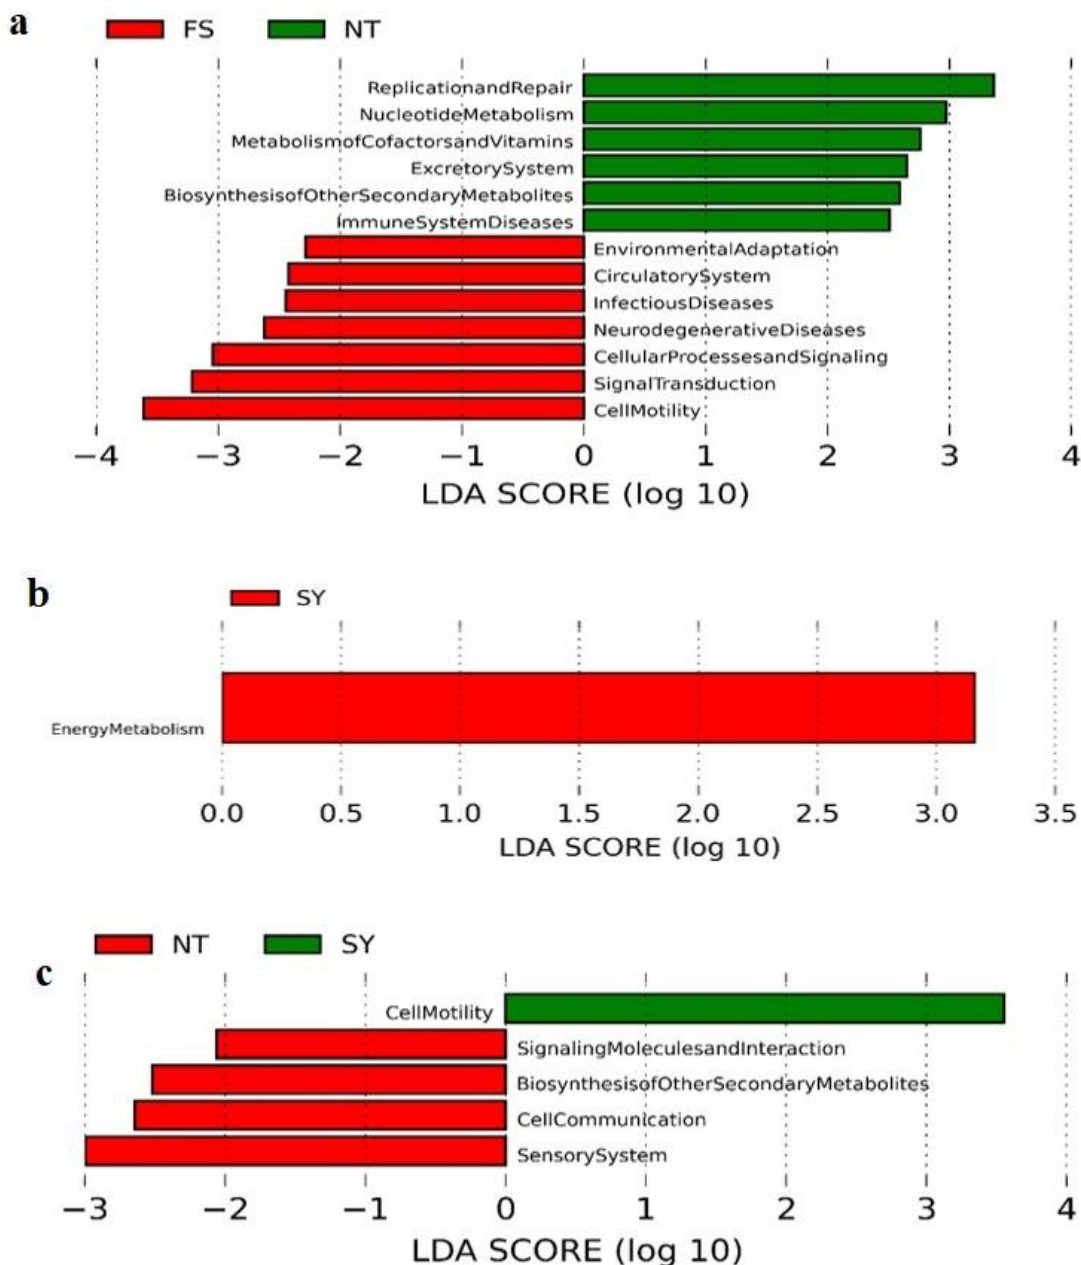 a
FS NT
ReplicationandRepair
NucleotideMetabolism
MetabolismofCofactorsandVitamins
ExcretorySystem
BiosynthesisofOtherSecondaryMetabolites
ImmuneSystemDiseases
EnvironmentalAdaptation
CirculatorySystem
InfectiousDiseases
NeurodegenerativeDiseases
CellularProcessesandSignaling
SignalTransduction
CellMotility
−4 −3 −2 −1 0 1 2 3 4
LDA SCORE (log 10)
b
SY
EnergyMetabolism
0.0 0.5 1.0 1.5 2.0 2.5 3.0 3.5
LDA SCORE (log 10)
NT SY
c
CellMotility
SignalingMoleculesandInteraction
BiosynthesisofOtherSecondaryMetabolites
CellCommunication
SensorySystem
−3 −2 −1 0 1 2 3 4
LDA SCORE (log 10)